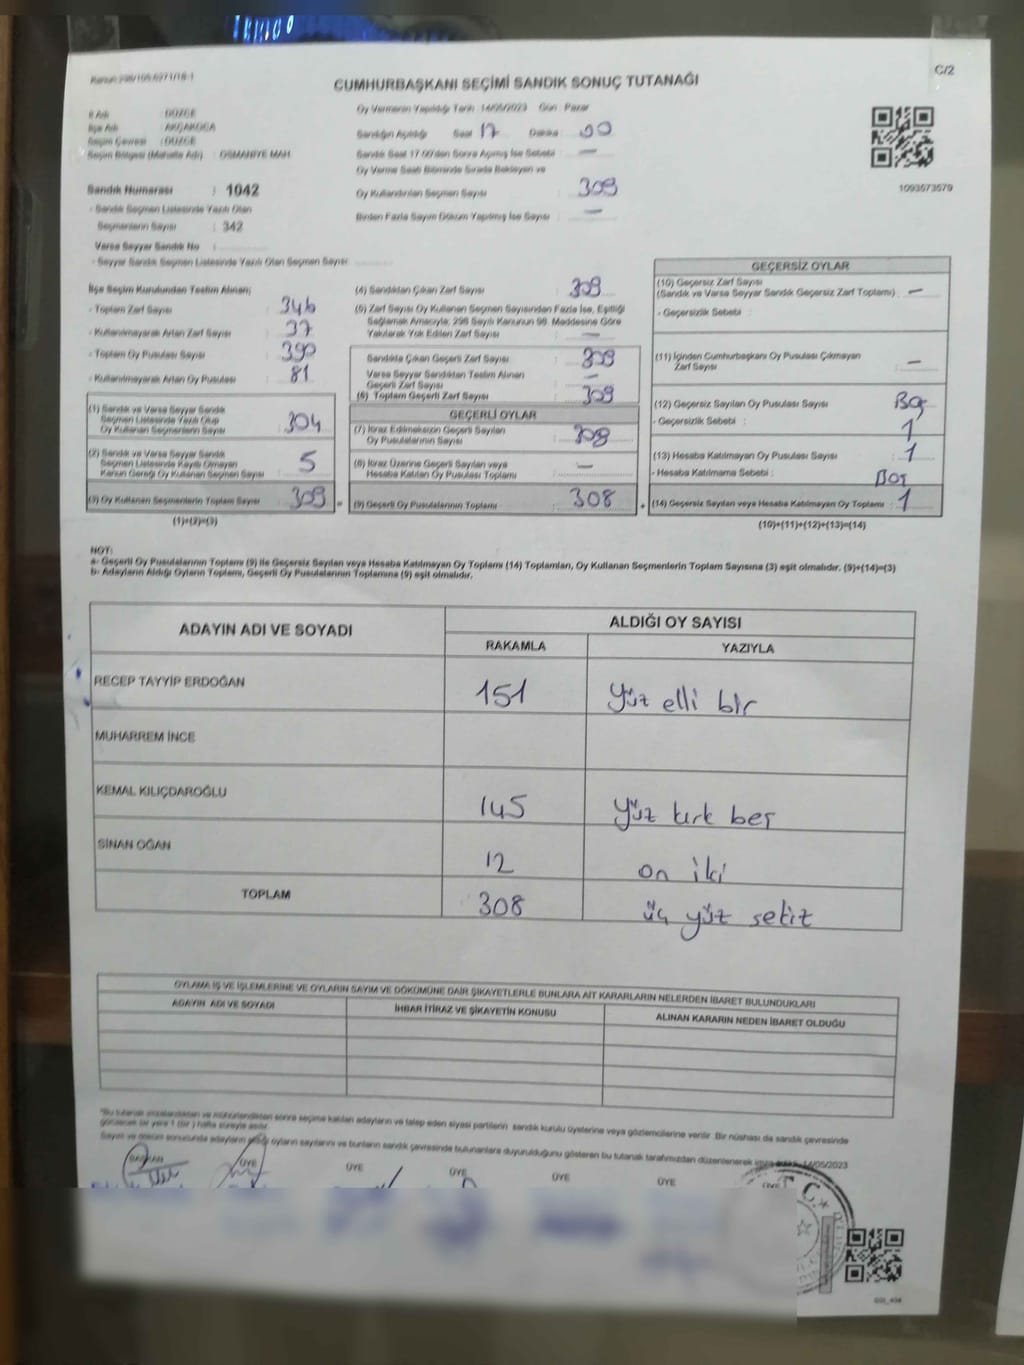 C/2
CUMHURBAŞKANI SEÇİMİ SANDIK SONUÇ TUTANAĞI
İl Adı : DÜZCE
İlçe Adı : AKÇAKOCA
Seçim Çevresi : DÜZCE
Seçim Bölgesi (Mahalle Adı) : OSMANİYE MAH.
Sandık Numarası : 1042
- Sandık Seçmen Listesinde Yazılı Olan
Seçmenlerin Sayısı : 342
Varsa Seyyar Sandık No :
- Seyyar Sandık Seçmen Listesinde Yazılı Olan Seçmen Sayısı
Oy Vermenin Yapıldığı Tarih : 14/05/2023 Gün : Pazar
Sandığın Açıldığı Saat 17 Dakika : 00
Sandık Saat 17.00'den Sonra Açılmış İse Sebebi : —
Oy Verme Saati Bitiminde Sırada Bekleyen ve
Oy Kullandırılan Seçmen Sayısı : 309
Birden Fazla Sayım Döküm Yapılmış İse Sayısı : —
1093573579
İlçe Seçim Kurulundan Teslim Alınan;
- Toplam Zarf Sayısı : 346
- Kullanılmayarak Artan Zarf Sayısı : 37
- Toplam Oy Pusulası Sayısı : 390
- Kullanılmayarak Artan Oy Pusulası : 81
(1) Sandık ve Varsa Seyyar Sandık
Seçmen Listesinde Yazılı Olup
Oy Kullanan Seçmenlerin Sayısı : 304
(2) Sandık ve Varsa Seyyar Sandık
Seçmen Listesinde Kayıtlı Olmayan
Kanun Gereği Oy Kullanan Seçmen Sayısı : 5
(3) Oy Kullanan Seçmenlerin Toplam Sayısı : 309 =
(1)+(2)=(3)
(4) Sandıktan Çıkan Zarf Sayısı : 309
(5) Zarf Sayısı Oy Kullanan Seçmen Sayısından Fazla İse, Eşitliği
Sağlamak Amacıyla; 298 Sayılı Kanunun 98. Maddesine Göre
Yakılarak Yok Edilen Zarf Sayısı : —
Sandıkta Çıkan Geçerli Zarf Sayısı : 309
Varsa Seyyar Sandıktan Teslim Alınan
Geçerli Zarf Sayısı : —
(6) Toplam Geçerli Zarf Sayısı : 309
GEÇERLİ OYLAR
(7) İtiraz Edilmeksizin Geçerli Sayılan
Oy Pusulalarının Sayısı : 308
(8) İtiraz Üzerine Geçerli Sayılan veya
Hesaba Katılan Oy Pusulası Toplamı : —
(9) Geçerli Oy Pusulalarının Toplamı : 308 +
GEÇERSİZ OYLAR
(10) Geçersiz Zarf Sayısı
(Sandık ve Varsa Seyyar Sandık Geçersiz Zarf Toplamı) : —
- Geçersizlik Sebebi :
(11) İçinden Cumhurbaşkanı Oy Pusulası Çıkmayan
Zarf Sayısı : —
(12) Geçersiz Sayılan Oy Pusulası Sayısı : Boş
- Geçersizlik Sebebi : 1
(13) Hesaba Katılmayan Oy Pusulası Sayısı : 1
- Hesaba Katılmama Sebebi : Boş
(14) Geçersiz Sayılan veya Hesaba Katılmayan Oy Toplamı : 1
(10)+(11)+(12)+(13)=(14)
NOT:
a- Geçerli Oy Pusulalarının Toplamı (9) ile Geçersiz Sayılan veya Hesaba Katılmayan Oy Toplamı (14) Toplamları, Oy Kullanan Seçmenlerin Toplam Sayısına (3) eşit olmalıdır. (9)+(14)=(3)
b- Adayların Aldığı Oyların Toplamı, Geçerli Oy Pusulalarının Toplamına (9) eşit olmalıdır.
ADAYIN ADI VE SOYADI
ALDIĞI OY SAYISI
RAKAMLA YAZIYLA
RECEP TAYYİP ERDOĞAN 151 yüz elli bir
MUHARREM İNCE
KEMAL KILIÇDAROĞLU 145 yüz kırk beş
SİNAN OĞAN 12 on iki
TOPLAM 308 üç yüz sekiz
OYLAMA İŞ VE İŞLEMLERİNE VE OYLARIN SAYIM VE DÖKÜMÜNE DAİR ŞİKAYETLERLE BUNLARA AİT KARARLARIN NELERDEN İBARET BULUNDUKLARI
ADAYIN ADI VE SOYADI İHBAR İTİRAZ VE ŞİKAYETİN KONUSU ALINAN KARARIN NEDEN İBARET OLDUĞU
*Bu tutanak imzalandıktan ve mühürlendikten sonra seçime katılan adayların ve talep eden siyasi partilerin sandık kurulu üyelerine veya gözlemcilerine verilir. Bir nüshası da sandık çevresinde
görülecek bir yere 1 (bir) hafta süreyle asılır.
Sayım ve döküm sonucunda adayların aldığı oyların sayılarını ve bunların sandık çevresinde bulunanlara duyurulduğunu gösteren bu tutanak tarafımızdan düzenlenerek 14/05/2023
BAŞKAN ÜYE ÜYE ÜYE ÜYE ÜYE ÜYE
T.C.